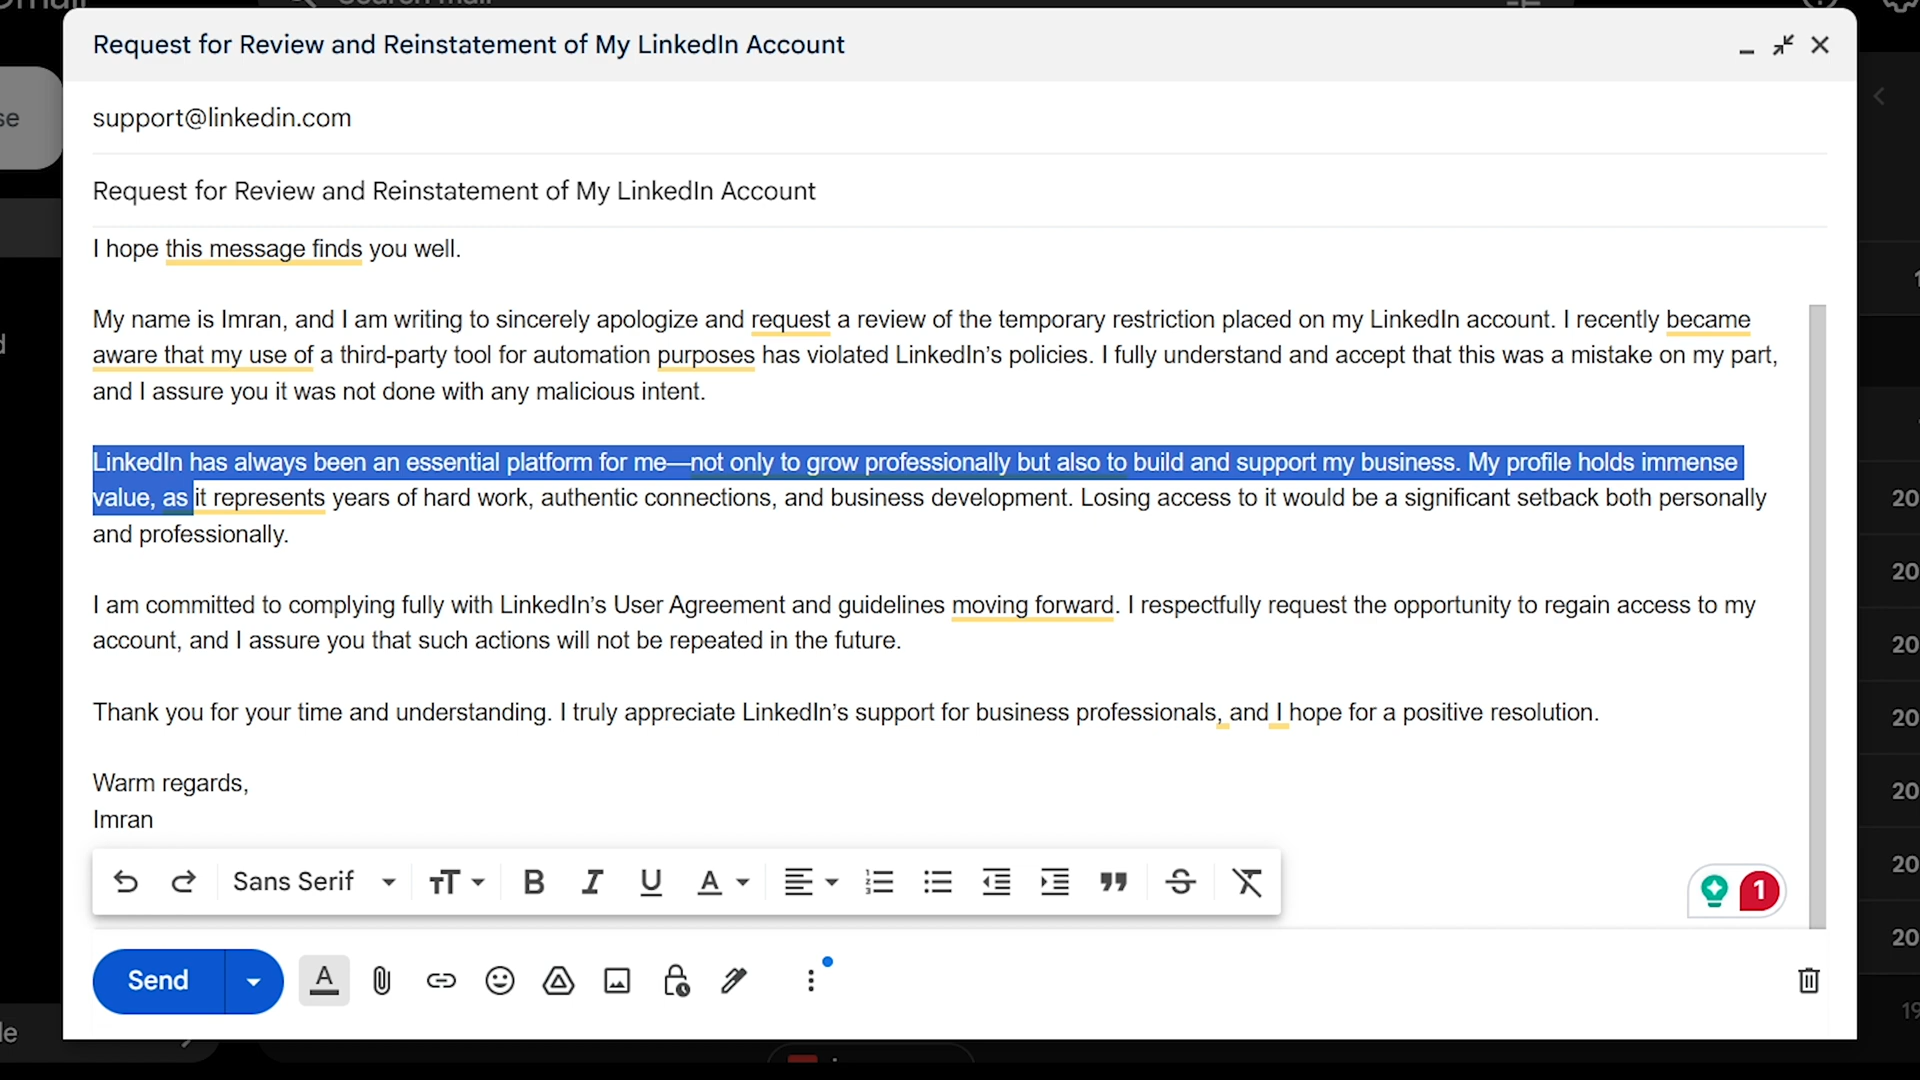 Request for Review and Reinstatement of My LinkedIn Account
se
support@linkedin.com
Request for Review and Reinstatement of My LinkedIn Account
I hope this message finds you well.
My name is Imran, and I am writing to sincerely apologize and request a review of the temporary restriction placed on my LinkedIn account. I recently became
aware that my use of a third-party tool for automation purposes has violated LinkedIn’s policies. I fully understand and accept that this was a mistake on my part,
and I assure you it was not done with any malicious intent.
LinkedIn has always been an essential platform for me—not only to grow professionally but also to build and support my business. My profile holds immense
value, as it represents years of hard work, authentic connections, and business development. Losing access to it would be a significant setback both personally
and professionally.
I am committed to complying fully with LinkedIn’s User Agreement and guidelines moving forward. I respectfully request the opportunity to regain access to my
account, and I assure you that such actions will not be repeated in the future.
Thank you for your time and understanding. I truly appreciate LinkedIn’s support for business professionals, and I hope for a positive resolution.
Warm regards,
Imran
Sans Serif
1
Send
20
20
20
20
20
20
20
19
le